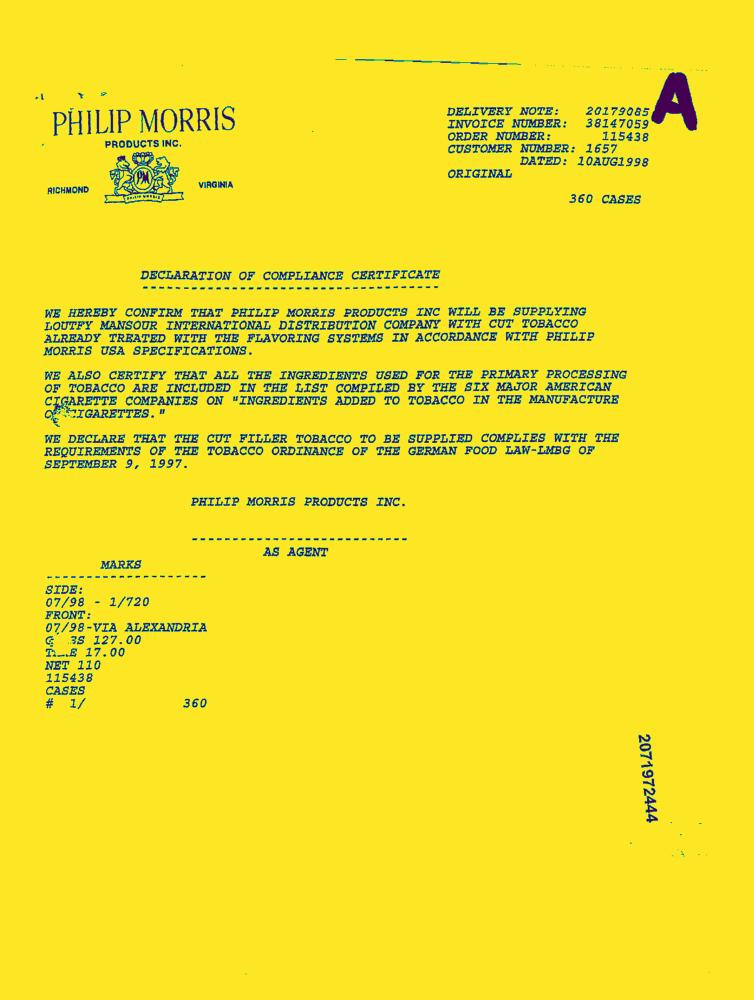 A
PHILIP MORRIS
PRODUCTS INC.
PM
PHILIP MORRIS
RICHMOND VIRGINIA
DELIVERY NOTE: 20179085
INVOICE NUMBER: 38147059
ORDER NUMBER: 115438
CUSTOMER NUMBER: 1657
DATED: 10AUG1998
ORIGINAL
360 CASES
DECLARATION OF COMPLIANCE CERTIFICATE
WE HEREBY CONFIRM THAT PHILIP MORRIS PRODUCTS INC WILL BE SUPPLYING
LOUTFY MANSOUR INTERNATIONAL DISTRIBUTION COMPANY WITH CUT TOBACCO
ALREADY TREATED WITH THE FLAVORING SYSTEMS IN ACCORDANCE WITH PHILIP
MORRIS USA SPECIFICATIONS.
WE ALSO CERTIFY THAT ALL THE INGREDIENTS USED FOR THE PRIMARY PROCESSING
OF TOBACCO ARE INCLUDED IN THE LIST COMPILED BY THE SIX MAJOR AMERICAN
CIGARETTE COMPANIES ON "INGREDIENTS ADDED TO TOBACCO IN THE MANUFACTURE
CIGARETTES."
WE DECLARE THAT THE CUT FILLER TOBACCO TO BE SUPPLIED COMPLIES WITH THE
REQUIREMENTS OF THE TOBACCO ORDINANCE OF THE GERMAN FOOD LAW-LMBG OF
SEPTEMBER 9, 1997.
PHILIP MORRIS PRODUCTS INC.
AS AGENT
MARKS
SIDE:
07/98 - 1/720
FRONT:
07/98-VIA ALEXANDRIA
127.00
17.00
NET 110
115438
CASES
# 1/ 360
2071972444